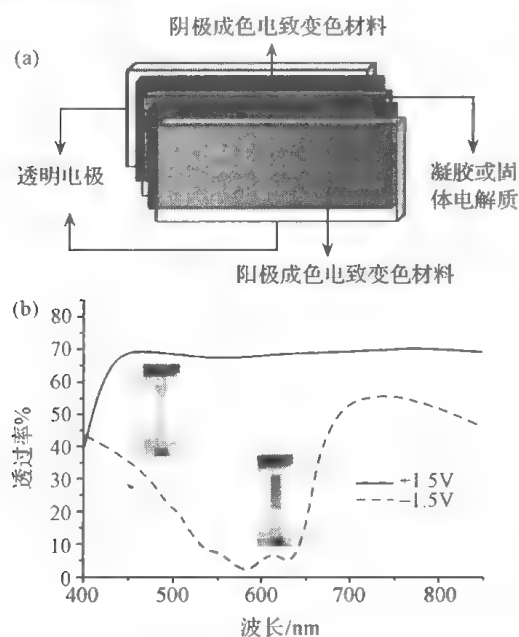 阴极成色电致变色材料
(a)
透明电极
凝胶或固
体电解质
阳极成色电致变色材料
(b)
80
70
60
50
40
30
20
10
0
透过率%
+1.5V
−1.5V
400
500
600
700
800
波长/nm